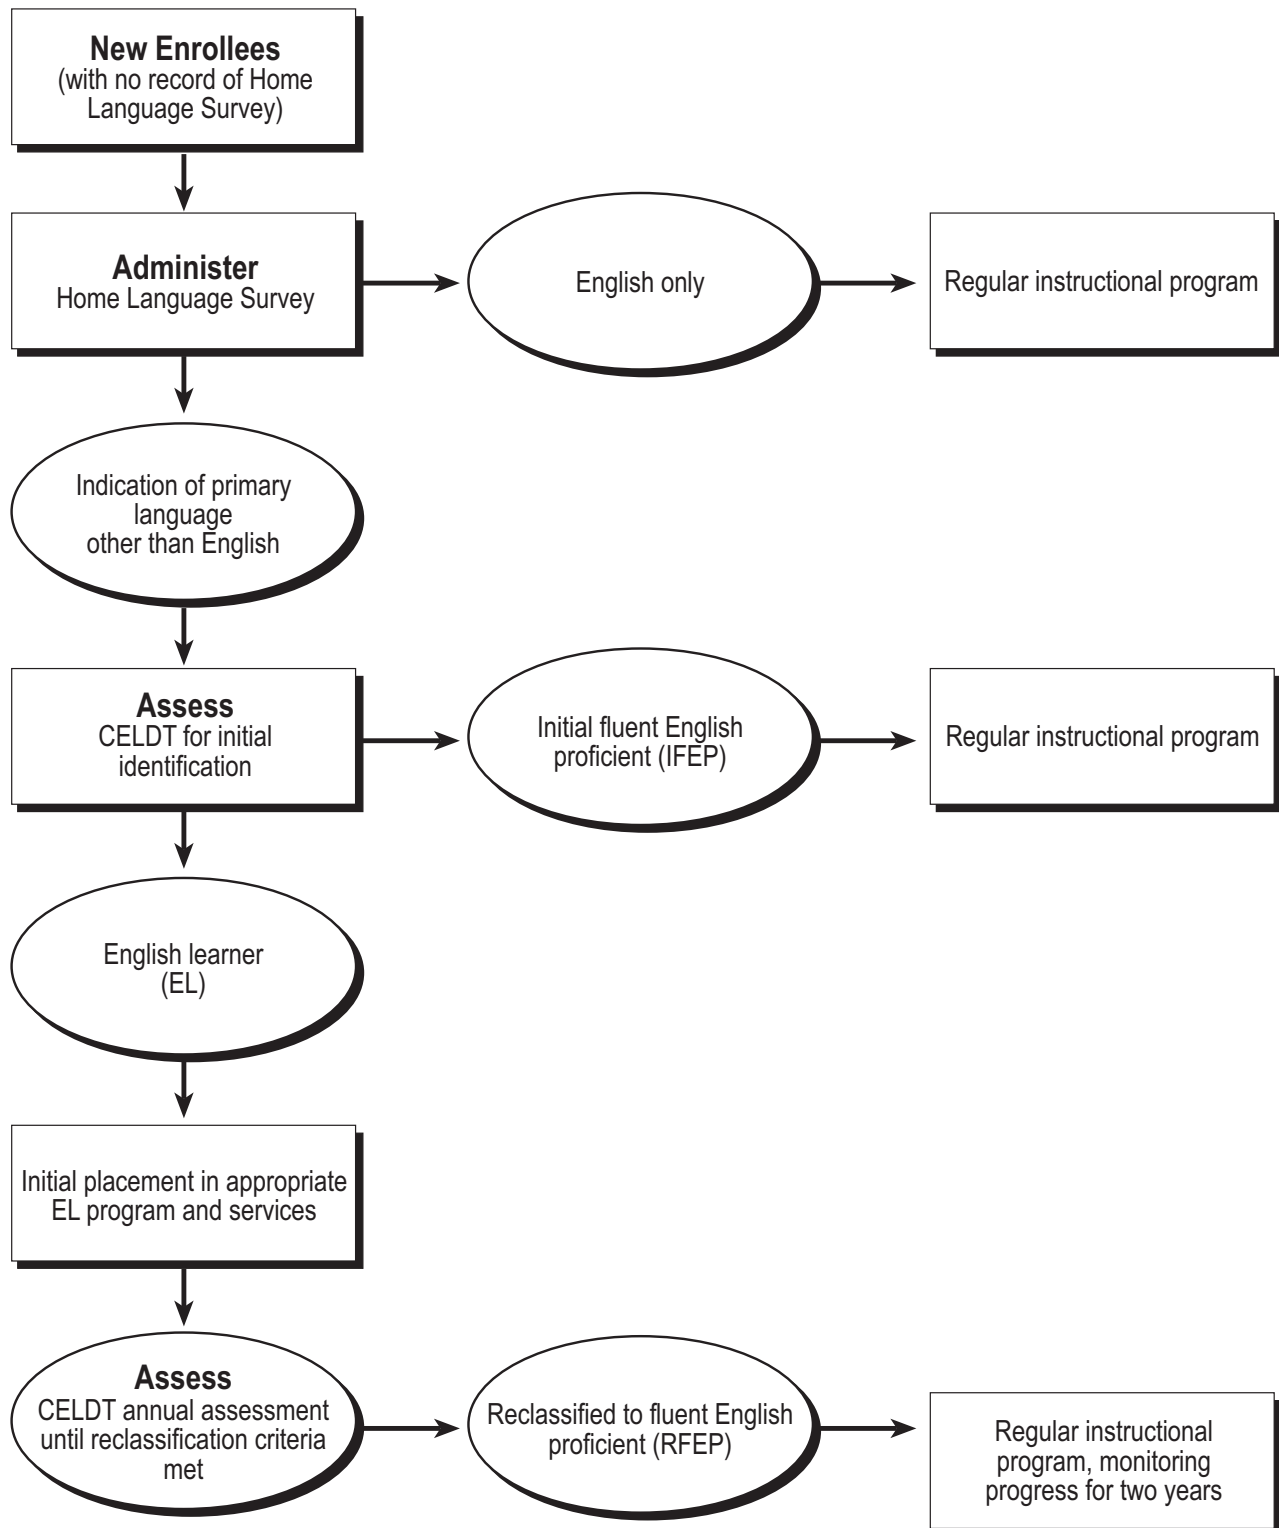 New Enrollees
(with no record of Home
Language Survey)
Administer
Home Language Survey
English only
Regular instructional program
Indication of primary
language
other than English
Assess
CELDT for initial
identification
Initial fluent English
proficient (IFEP)
Regular instructional program
English learner
(EL)
Initial placement in appropriate
EL program and services
Assess
CELDT annual assessment
until reclassification criteria
met
Reclassified to fluent English
proficient (RFEP)
Regular instructional
program, monitoring
progress for two years